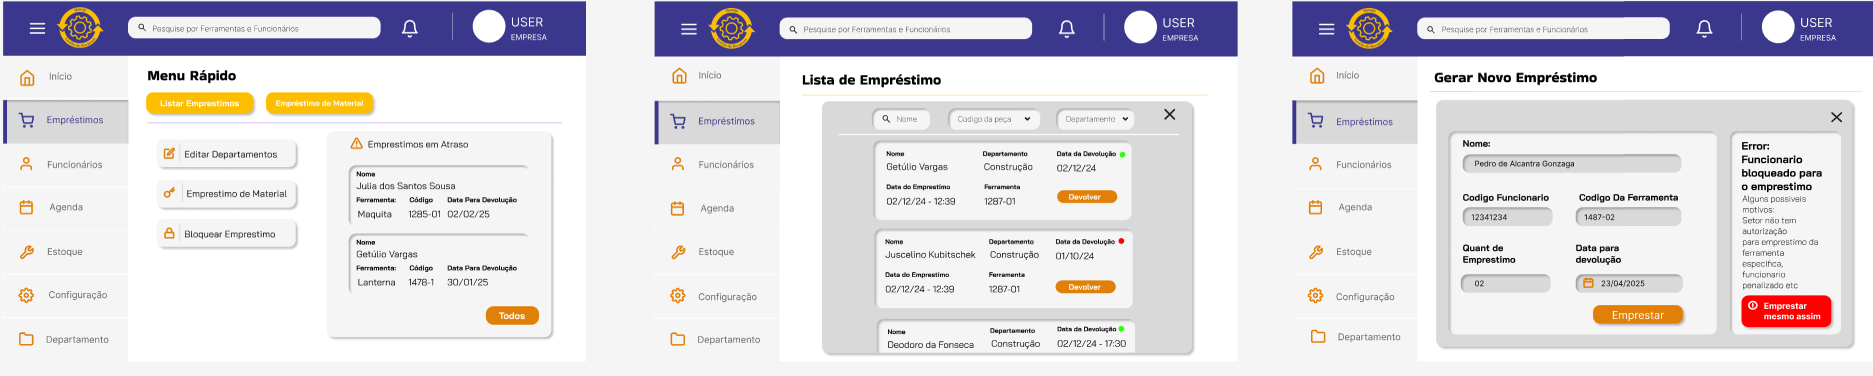 Pesquise por Ferramentas e Funcionários
USER
EMPRESA
Início
Empréstimos
Funcionários
Agenda
Estoque
Configuração
Departamento
Menu Rápido
Listar Emprestimos
Empréstimo de Material
Editar Departamentos
Emprestimo de Material
Bloquear Emprestimo
Emprestimos em Atraso
Nome
Julia dos Santos Sousa
Ferramenta: Código Data Para Devolução
Maquita 1285-01 02/02/25
Nome
Getúlio Vargas
Ferramenta: Código Data Para Devolução
Lanterna 1478-1 30/01/25
Todos
Pesquise por Ferramentas e Funcionários
USER
EMPRESA
Início
Empréstimos
Funcionários
Agenda
Estoque
Configuração
Departamento
Lista de Empréstimo
Nome
Codigo da peça
Departamento
Nome Departamento Data da Devolução
Getúlio Vargas Construção 02/12/24
Data do Emprestimo Ferramenta
02/12/24 - 12:39 1287-01
Devolver
Nome Departamento Data da Devolução
Juscelino Kubitschek Construção 01/10/24
Data do Emprestimo Ferramenta
02/12/24 - 12:39 1287-01
Devolver
Nome Departamento Data da Devolução
Deodoro da Fonseca Construção 02/12/24 - 17:30
Pesquise por Ferramentas e Funcionários
USER
EMPRESA
Início
Empréstimos
Funcionários
Agenda
Estoque
Configuração
Departamento
Gerar Novo Empréstimo
Nome:
Pedro de Alcantra Gonzaga
Codigo Funcionario Codigo Da Ferramenta
12341234 1487-02
Quant de
Emprestimo
Data para
devolução
02 23/04/2025
Emprestar
Error:
Funcionario
bloqueado para
o emprestimo
Alguns possiveis
motivos:
Setor não tem
autorização
para emprestimo da
ferramenta
especifica,
funcionario
penalizado etc
Emprestar
mesmo assim